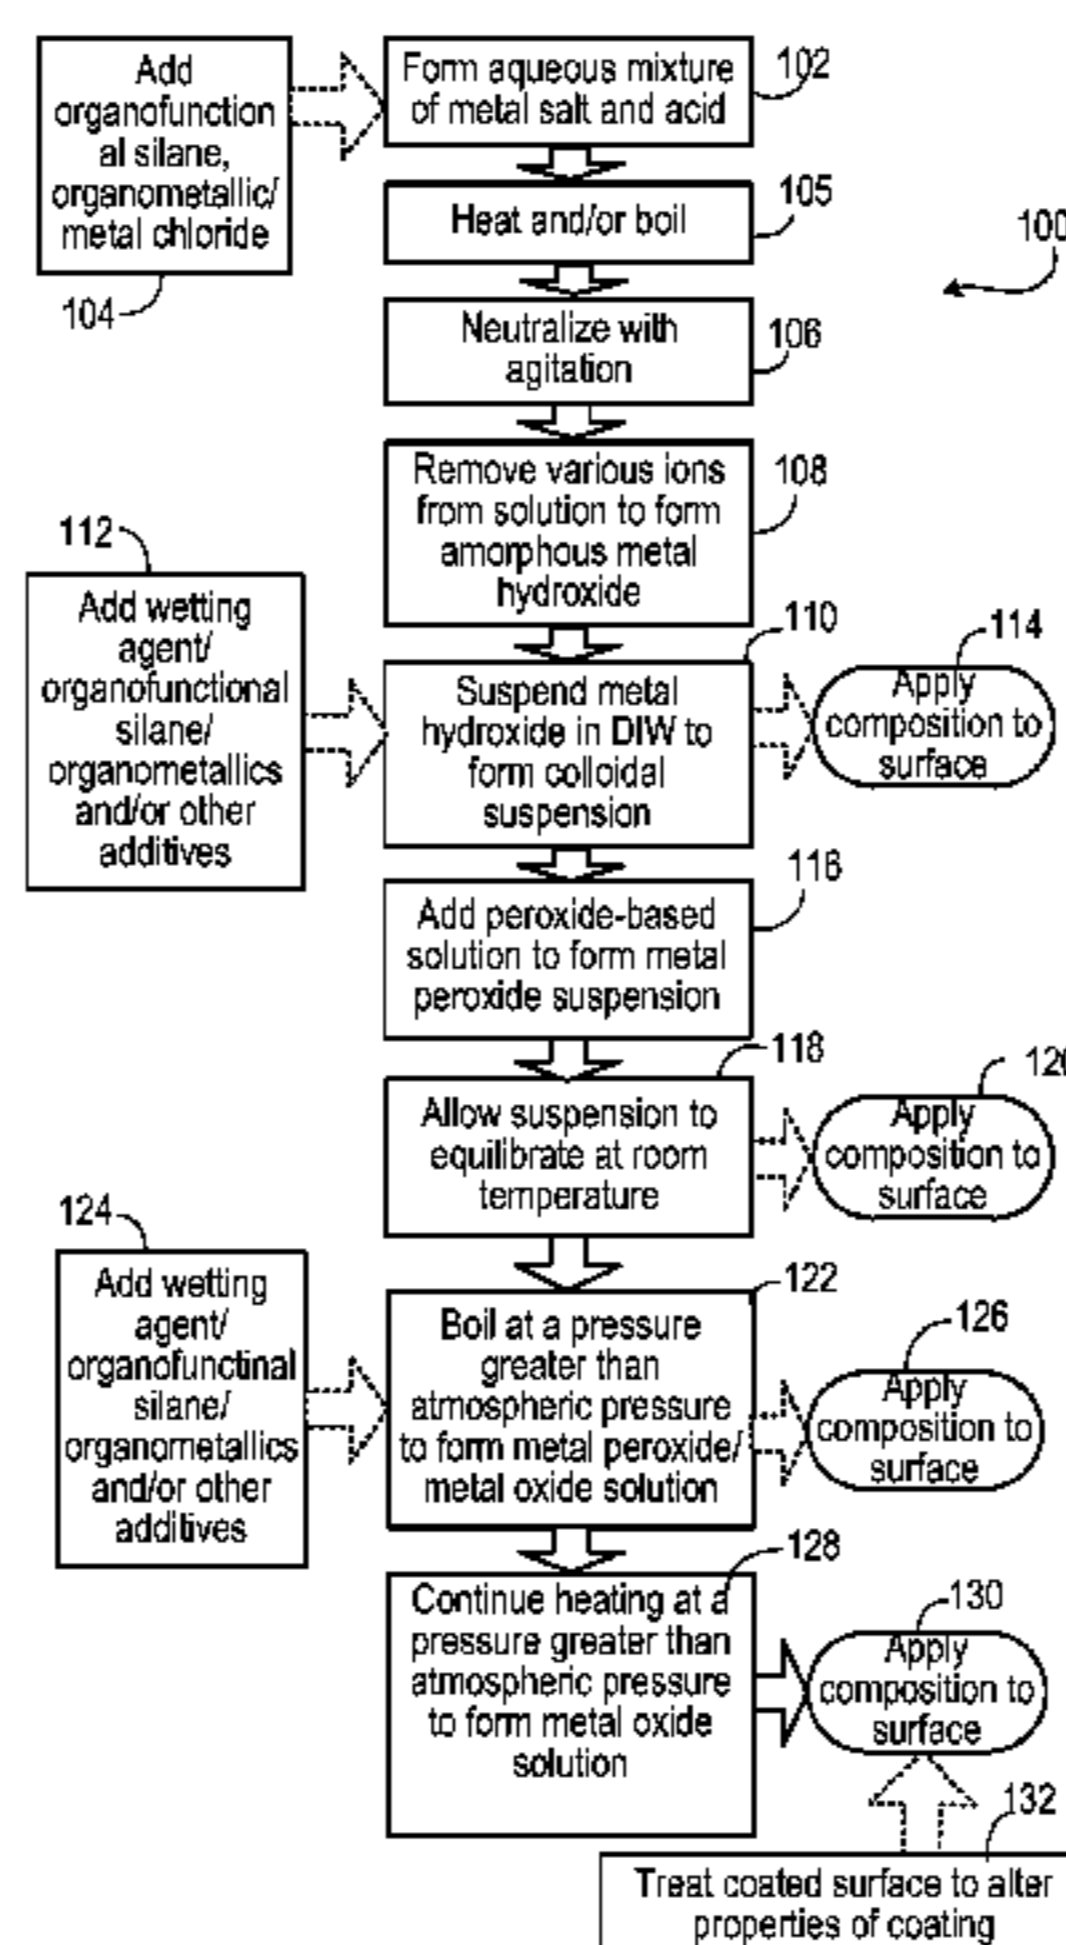 Add
organofunction
al silane,
organometallic/
metal chloride
104
Form aqueous mixture
of metal salt and acid
102
Heat and/or boil
105
100
Neutralize with
agitation
106
Remove various ions
from solution to form
amorphous metal
hydroxide
108
112
Add wetting
agent/
organofunctional
silane/
organometallics
and/or other
additives
110
Suspend metal
hydroxide in DIW to
form colloidal
suspension
114
Apply
composition to
surface
116
Add peroxide-based
solution to form metal
peroxide suspension
118
Allow suspension to
equilibrate at room
temperature
120
Apply
composition to
surface
124
Add wetting
agent/
organofunctinal
silane/
organometallics
and/or other
additives
122
Boil at a pressure
greater than
atmospheric pressure
to form metal peroxide/
metal oxide solution
126
Apply
composition to
surface
128
Continue heating at a
pressure greater than
atmospheric pressure
to form metal oxide
solution
130
Apply
composition to
surface
132
Treat coated surface to alter
properties of coating